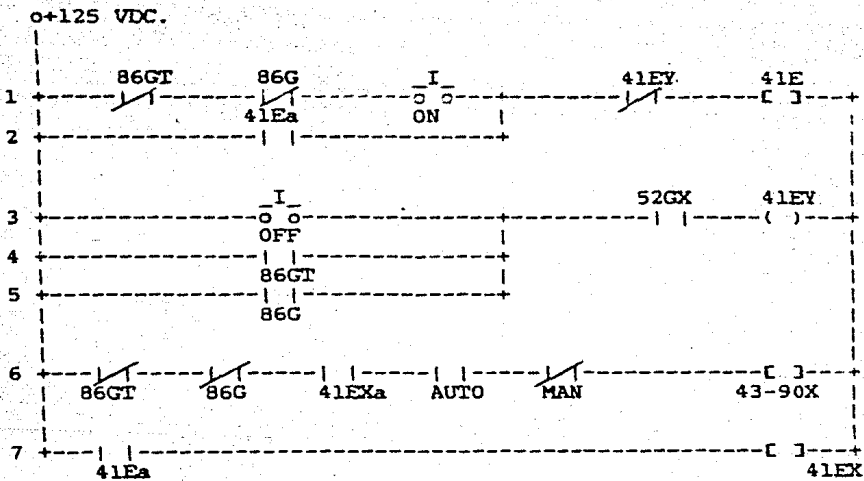 o+125 VDC.
86GT 86G I 41EY 41E
1
41Ea ON
2
I 52GX 41EY
3
OFF
4
86GT
5
86G
6
86GT 86G 41EXa AUTO MAN 43-90X
7
41Ea 41EX